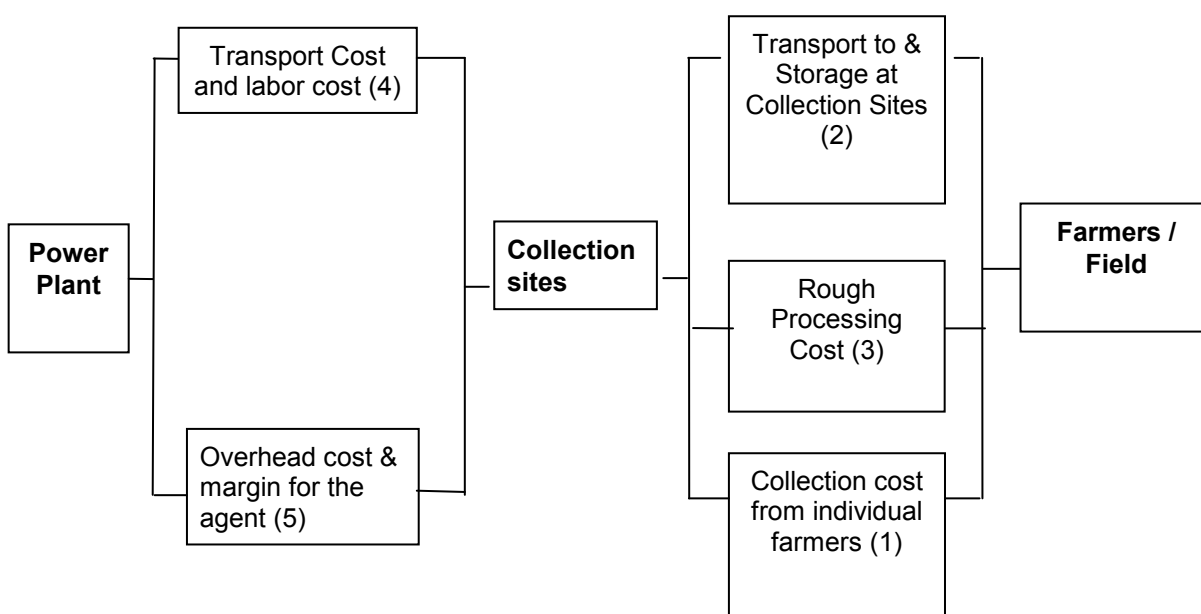 Transport Cost
and labor cost (4)
Transport to &
Storage at
Collection Sites
(2)
Power
Plant
Collection
sites
Farmers /
Field
Rough
Processing
Cost (3)
Overhead cost &
margin for the
agent (5)
Collection cost
from individual
farmers (1)